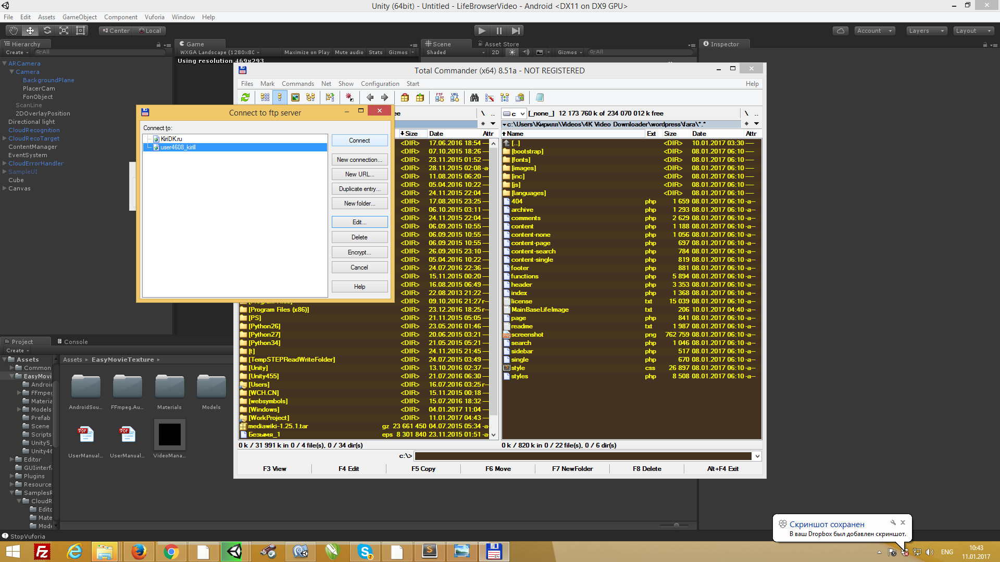 Unity (64bit) - Untitled - LifeBrowserVideo - Android <DX11 on DX9 GPU>
File Edit Assets GameObject Component Vuforia Window Help
Center Local Account Layers Layout
Hierarchy
Create All
ARCamera
Camera
BackgroundPlane
PlacerCam
FonObject
ScanLine
2DOverlayPosition
Directional light
CloudRecognition
CloudRecoTarget
ContentManager
EventSystem
CloudErrorHandler
SampleUI
Cube
Canvas
Game
WXGA Landscape (1280x80 Maximize on Play Mute audio Stats Gizmos
Using resolution 469x293
Scene Asset Store
Shaded 2D Gizmos All
Inspector
Total Commander (x64) 8.51a - NOT REGISTERED
Files Mark Commands Net Show Configuration Start Help
FTP URL
Connect to ftp server
Connect to:
KiriDK.ru
user4608_kirill
Connect
New connection...
New URL...
Duplicate entry...
New folder...
Edit...
Delete
Encrypt...
Cancel
Help
ee \ ..
Size Date Attr
<DIR> 17.06.2016 18:54 —
<DIR> 07.10.2015 18:26 —
<DIR> 23.11.2015 01:52 —
<DIR> 28.11.2015 02:08 -a
<DIR> 11.08.2015 06:20 —
<DIR> 05.04.2016 10:22 —
<DIR> 24.11.2015 22:04 —
<DIR> 17.08.2015 23:25 —
<DIR> 06.10.2015 03:11 —
<DIR> 24.11.2015 22:04 —
<DIR> 06.09.2015 10:55 —
<DIR> 06.09.2015 10:55 —
<DIR> 06.09.2015 10:55 —
<DIR> 26.09.2015 23:10 —
<DIR> 05.04.2016 10:22 —
<DIR> 24.07.2016 22:36 —
<DIR> 15.11.2015 00:20 —
<DIR> 16.08.2015 06:49 —
<DIR> 22.08.2013 21:22 —
[Program Files] <DIR> 09.10.2016 21:27 r—
[Program Files (x86)] <DIR> 23.12.2016 18:25 r—
[PS] <DIR> 21.11.2015 05:05 —
[Python26] <DIR> 23.05.2016 01:46 —
[Python27] <DIR> 20.06.2015 03:21 —
[Python34] <DIR> 21.05.2015 05:21 —
[t] <DIR> 24.11.2015 21:45 —
[TempSTEPReadWriteFolder] <DIR> 24.07.2015 03:49 —
[Unity] <DIR> 13.10.2016 02:37 —
[Unity455] <DIR> 21.07.2016 06:30 —
[Users] <DIR> 16.07.2016 03:25 r—
[WCH.CN] <DIR> 15.11.2015 00:18 —
[websymbols] <DIR> 15.07.2016 18:32 —
[Windows] <DIR> 04.01.2017 11:04 —
[WorkProject] <DIR> 11.01.2017 04:43 —
mediawiki-1.25.1.tar gz 23 661 450 04.07.2015 05:34 -a
Безымя_1 eps 8 301 840 23.11.2015 01:51 -a
0 k / 31 991 k in 0 / 4 file(s), 0 / 34 dir(s)
c [_none_] 12 173 760 k of 234 070 012 k free \ ..
c:\Users\Кирилл\Videos\4K Video Downloader\wordpress\fara\*.*
Name Ext Size Date Attr
[..] <DIR> 10.01.2017 03:30 —
[bootstrap] <DIR> 08.01.2017 06:10 —
[fonts] <DIR> 08.01.2017 06:10 —
[images] <DIR> 08.01.2017 06:10 —
[inc] <DIR> 08.01.2017 06:10 —
[js] <DIR> 08.01.2017 06:10 —
[languages] <DIR> 08.01.2017 06:10 —
404 php 1 659 08.01.2017 06:10 -a—
archive php 1 293 08.01.2017 06:10 -a—
comments php 2 629 08.01.2017 06:10 -a—
content php 1 188 08.01.2017 06:10 -a—
content-none php 1 056 08.01.2017 06:10 -a—
content-page php 697 08.01.2017 06:10 -a—
content-search php 784 08.01.2017 06:10 -a—
content-single php 819 08.01.2017 06:10 -a—
footer php 881 08.01.2017 06:10 -a—
functions php 5 894 08.01.2017 06:10 -a—
header php 3 353 08.01.2017 06:10 -a—
index php 1 368 08.01.2017 06:10 -a—
license txt 15 039 08.01.2017 06:10 -a—
MainBaseLifeImage txt 206 10.01.2017 04:40 -a—
page php 841 08.01.2017 06:10 -a—
readme txt 1 987 08.01.2017 06:10 -a—
screenshot png 762 759 08.01.2017 06:10 -a—
search php 1 046 08.01.2017 06:10 -a—
sidebar php 517 08.01.2017 06:10 -a—
single php 670 08.01.2017 06:10 -a—
style css 26 897 08.01.2017 06:10 -a—
styles php 8 508 08.01.2017 06:10 -a—
0 k / 820 k in 0 / 22 file(s), 0 / 6 dir(s)
c:\>
F3 View F4 Edit F5 Copy F6 Move F7 NewFolder F8 Delete Alt+F4 Exit
Project Console
Create
Assets
Common
EasyMovi
Android
FFmpeg
Materia
Models
Prefab
Scene
Scripts
Unity5_
Unity46
Editor
GUIinterf
Plugins
Resource
SamplesR
CloudR
Edito
Mate
Mode
Assets ▸ EasyMovieTexture ▸
AndroidSou... FFmpeg.Au... Materials Models
PDF PDF
UserManual... UserManual... VideoMana...
StopVuforia
Скриншот сохранен
В ваш Dropbox был добавлен скриншот.
ENG
10:43
11.01.2017